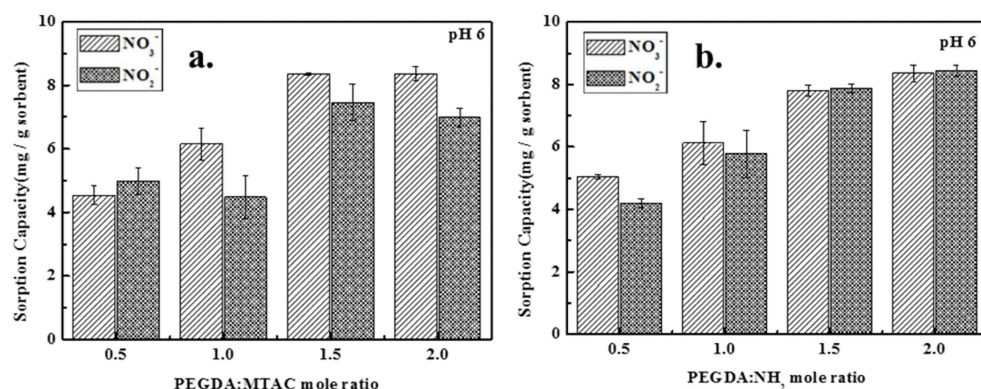 10
8
6
4
2
0
Sorption Capacity(mg / g sorbent)
NO₃⁻
NO₂⁻
a.
pH 6
0.5 1.0 1.5 2.0
PEGDA:MTAC mole ratio
10
8
6
4
2
0
Sorption Capacity(mg / g sorbent)
NO₃⁻
NO₂⁻
b.
pH 6
0.5 1.0 1.5 2.0
PEGDA:NH, mole ratio